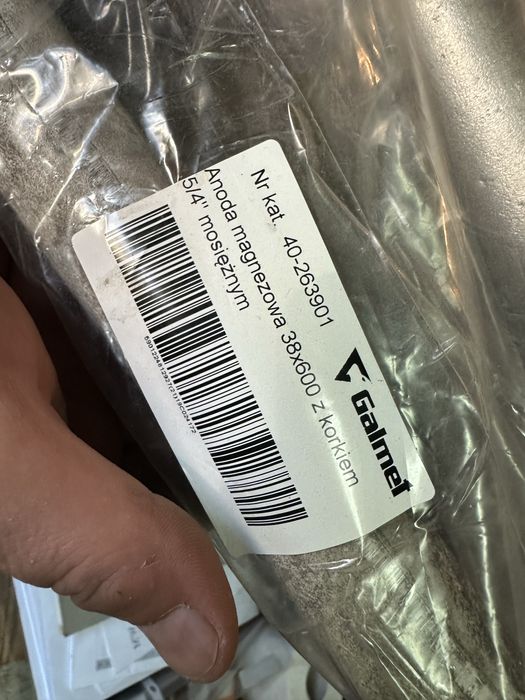 Nr kat. 40-263901
Galmet
Anoda magnezowa 38x600 z korkiem
5/4" mosiężnym